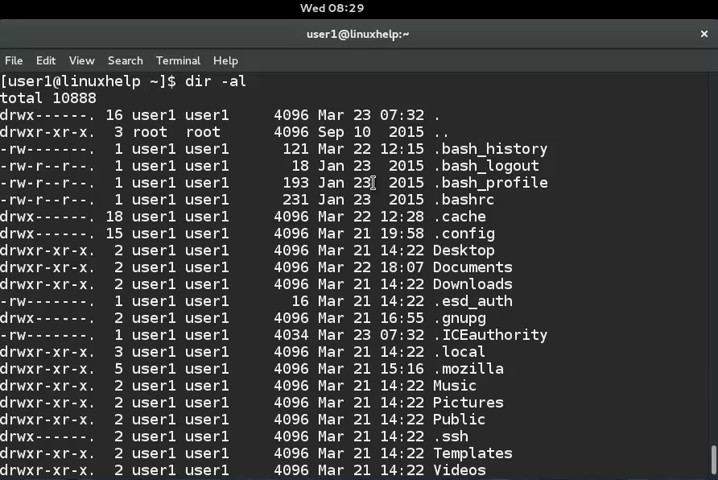 Wed 08:29
user1@linuxhelp:~
×
File Edit View Search Terminal Help
[user1@linuxhelp ~]$ dir -al
total 10888
drwx------. 16 user1 user1 4096 Mar 23 07:32 .
drwxr-xr-x. 3 root root 4096 Sep 10 2015 ..
-rw-------. 1 user1 user1 121 Mar 22 12:15 .bash_history
-rw-r--r--. 1 user1 user1 18 Jan 23 2015 .bash_logout
-rw-r--r--. 1 user1 user1 193 Jan 23 2015 .bash_profile
-rw-r--r--. 1 user1 user1 231 Jan 23 2015 .bashrc
drwx------. 18 user1 user1 4096 Mar 22 12:28 .cache
drwx------. 15 user1 user1 4096 Mar 21 19:58 .config
drwxr-xr-x. 2 user1 user1 4096 Mar 21 14:22 Desktop
drwxr-xr-x. 2 user1 user1 4096 Mar 22 18:07 Documents
drwxr-xr-x. 2 user1 user1 4096 Mar 21 14:22 Downloads
-rw-------. 1 user1 user1 16 Mar 21 14:22 .esd_auth
drwx------. 2 user1 user1 4096 Mar 21 16:55 .gnupg
-rw-------. 1 user1 user1 4034 Mar 23 07:32 .ICEauthority
drwxr-xr-x. 3 user1 user1 4096 Mar 21 14:22 .local
drwxr-xr-x. 5 user1 user1 4096 Mar 21 15:16 .mozilla
drwxr-xr-x. 2 user1 user1 4096 Mar 21 14:22 Music
drwxr-xr-x. 2 user1 user1 4096 Mar 21 14:22 Pictures
drwxr-xr-x. 2 user1 user1 4096 Mar 21 14:22 Public
drwx------. 2 user1 user1 4096 Mar 21 14:22 .ssh
drwxr-xr-x. 2 user1 user1 4096 Mar 21 14:22 Templates
drwxr-xr-x. 2 user1 user1 4096 Mar 21 14:22 Videos